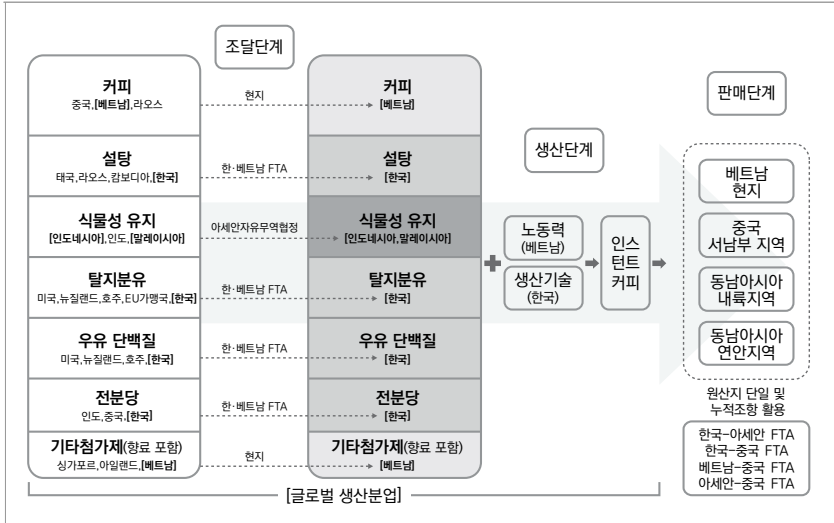 조달단계
커피
중국,[베트남],라오스
현지
커피
[베트남]
설탕
태국,라오스,캄보디아,[한국]
한·베트남 FTA
설탕
[한국]
식물성 유지
[인도네시아],인도,[말레이시아]
아세안자유무역협정
식물성 유지
[인도네시아,말레이시아]
탈지분유
미국,뉴질랜드,호주,EU가맹국,[한국]
한·베트남 FTA
탈지분유
[한국]
우유 단백질
미국,뉴질랜드,호주,[한국]
한·베트남 FTA
우유 단백질
[한국]
전분당
인도,중국,[한국]
한·베트남 FTA
전분당
[한국]
기타첨가제(향료 포함)
싱가포르,아일랜드,[베트남]
현지
기타첨가제(향료 포함)
[베트남]
생산단계
노동력
(베트남)
생산기술
(한국)
인스
턴트
커피
판매단계
베트남
현지
중국
서남부 지역
동남아시아
내륙지역
동남아시아
연안지역
원산지 단일 및
누적조항 활용
한국-아세안 FTA
한국-중국 FTA
베트남-중국 FTA
아세안-중국 FTA
[글로벌 생산분업]